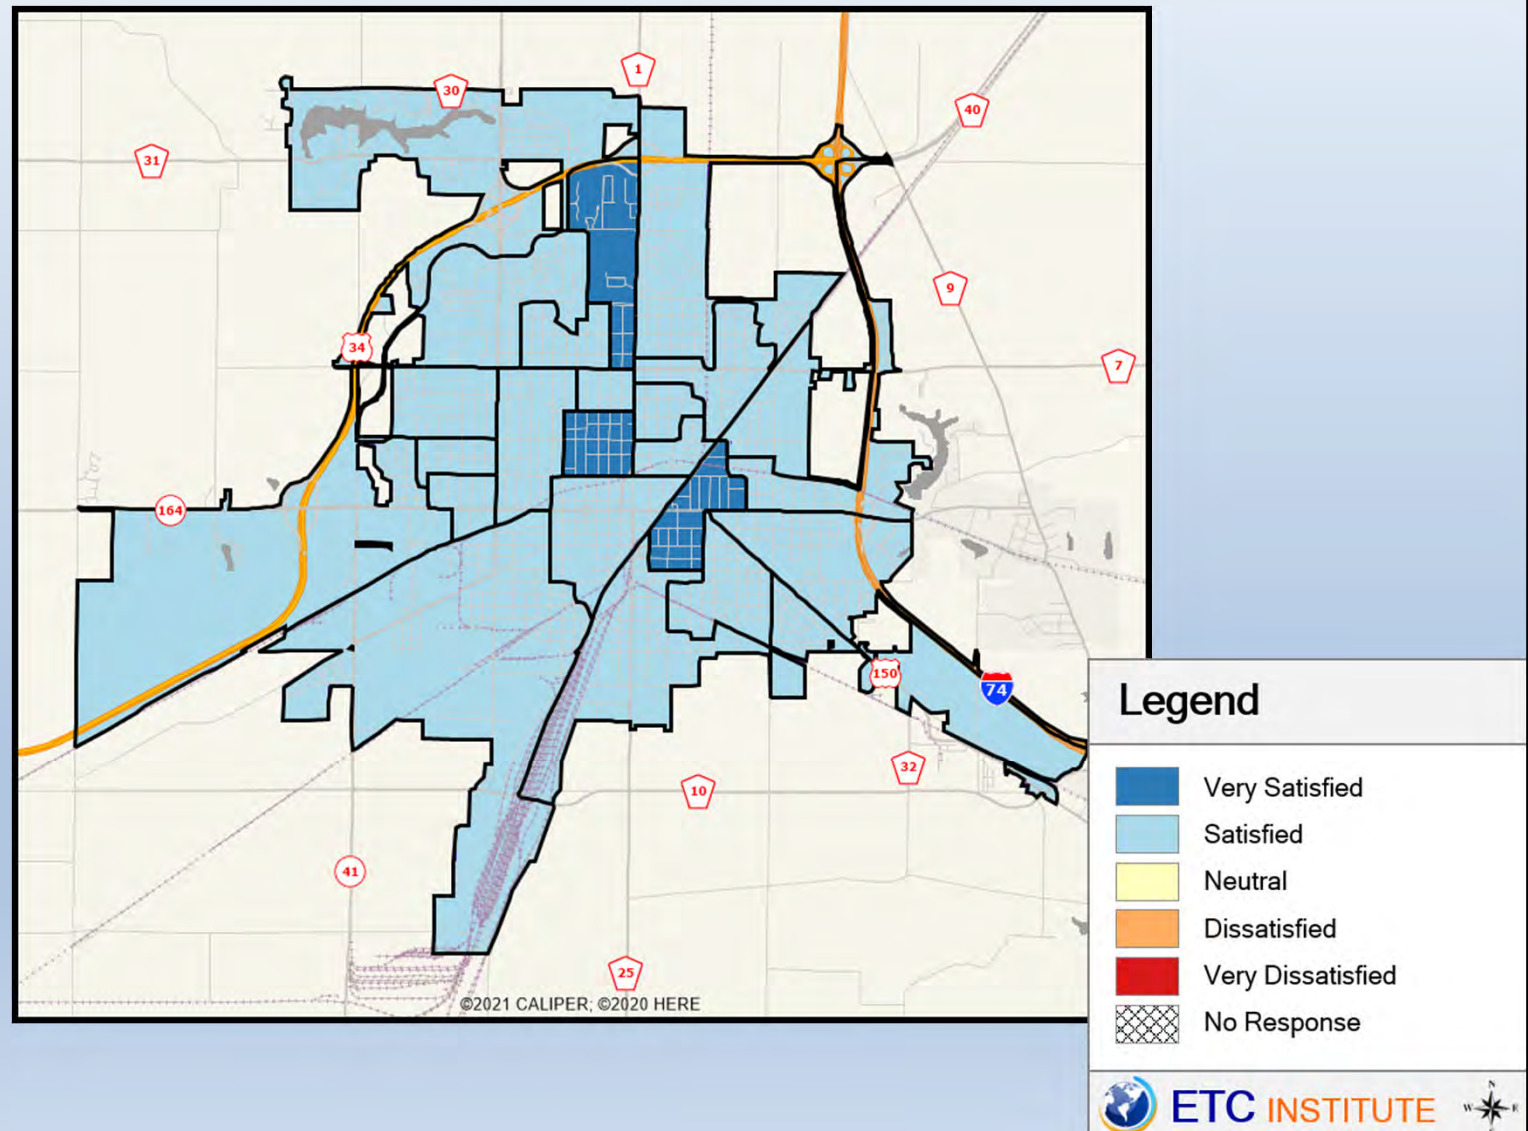 1
30
40
31
9
34
7
164
150
74
32
10
41
25
©2021 CALIPER; ©2020 HERE
Legend
Very Satisfied
Satisfied
Neutral
Dissatisfied
Very Dissatisfied
No Response
ETC INSTITUTE
N
W
E